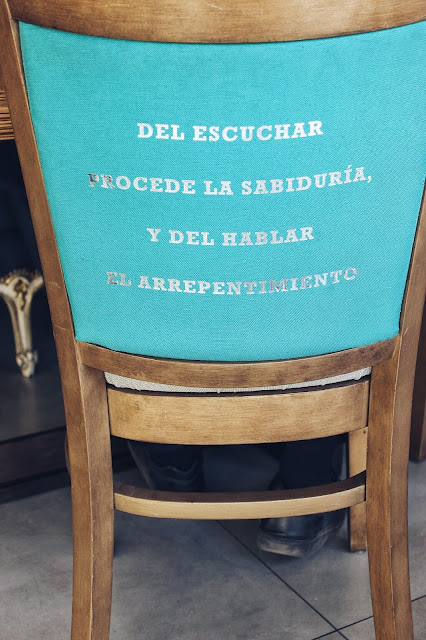 DEL ESCUCHAR
PROCEDE LA SABIDURÍA,
Y DEL HABLAR
EL ARREPENTIMIENTO